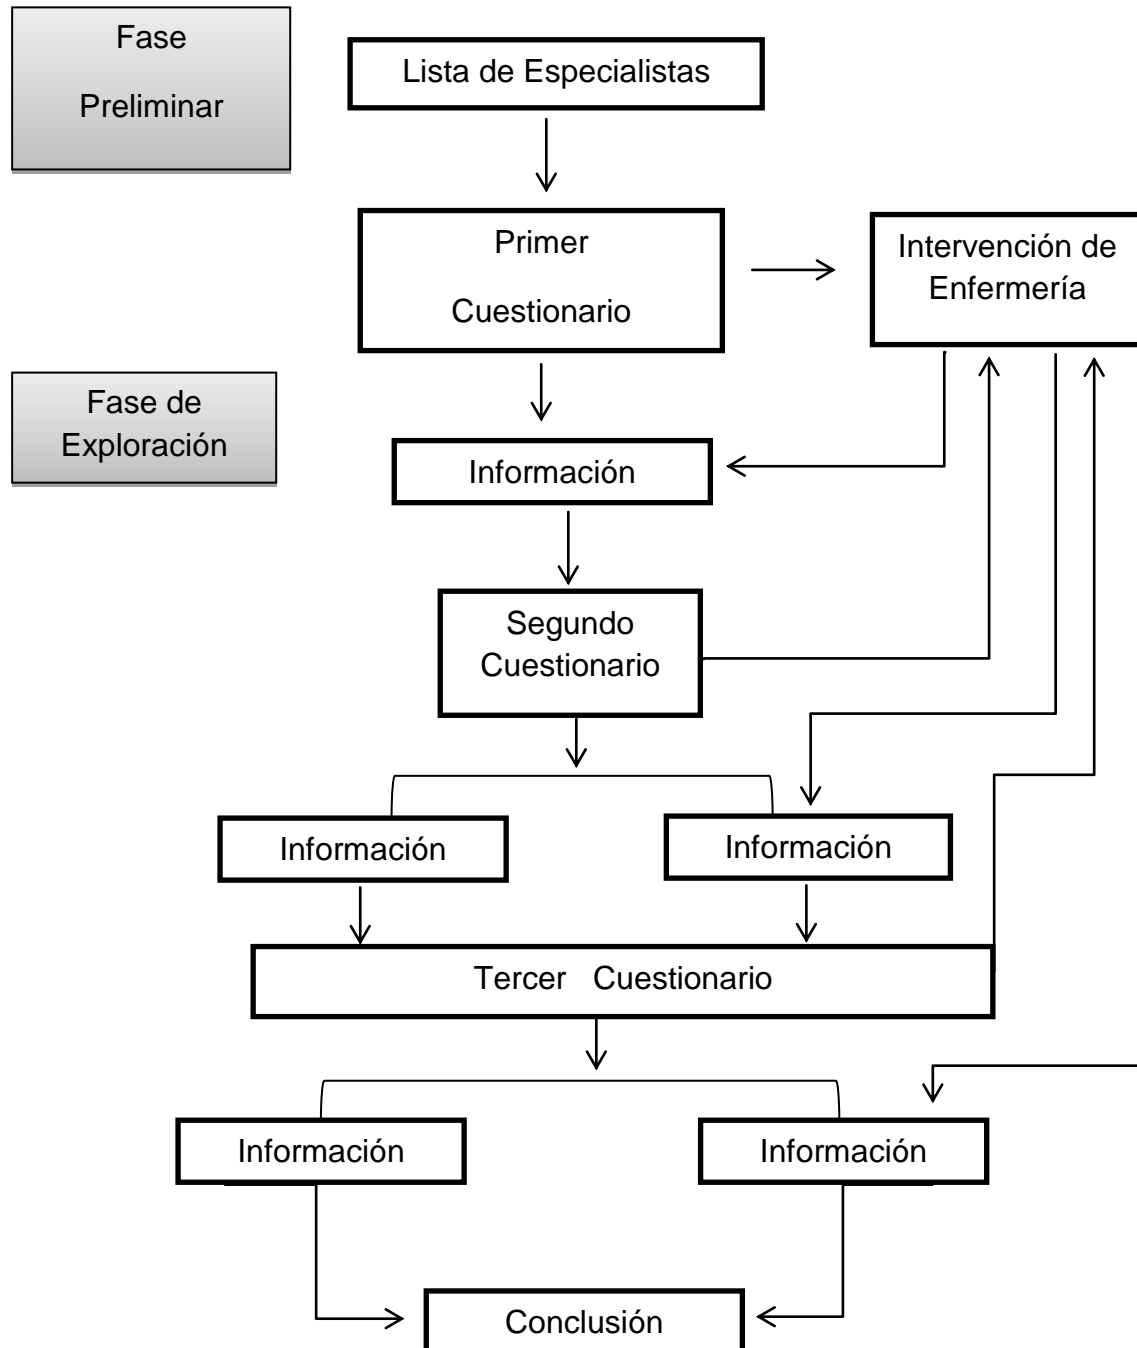 Fase
Preliminar
Lista de Especialistas
Primer
Cuestionario
Intervención de
Enfermería
Fase de
Exploración
Información
Segundo
Cuestionario
Información
Información
Tercer Cuestionario
Información
Información
Conclusión